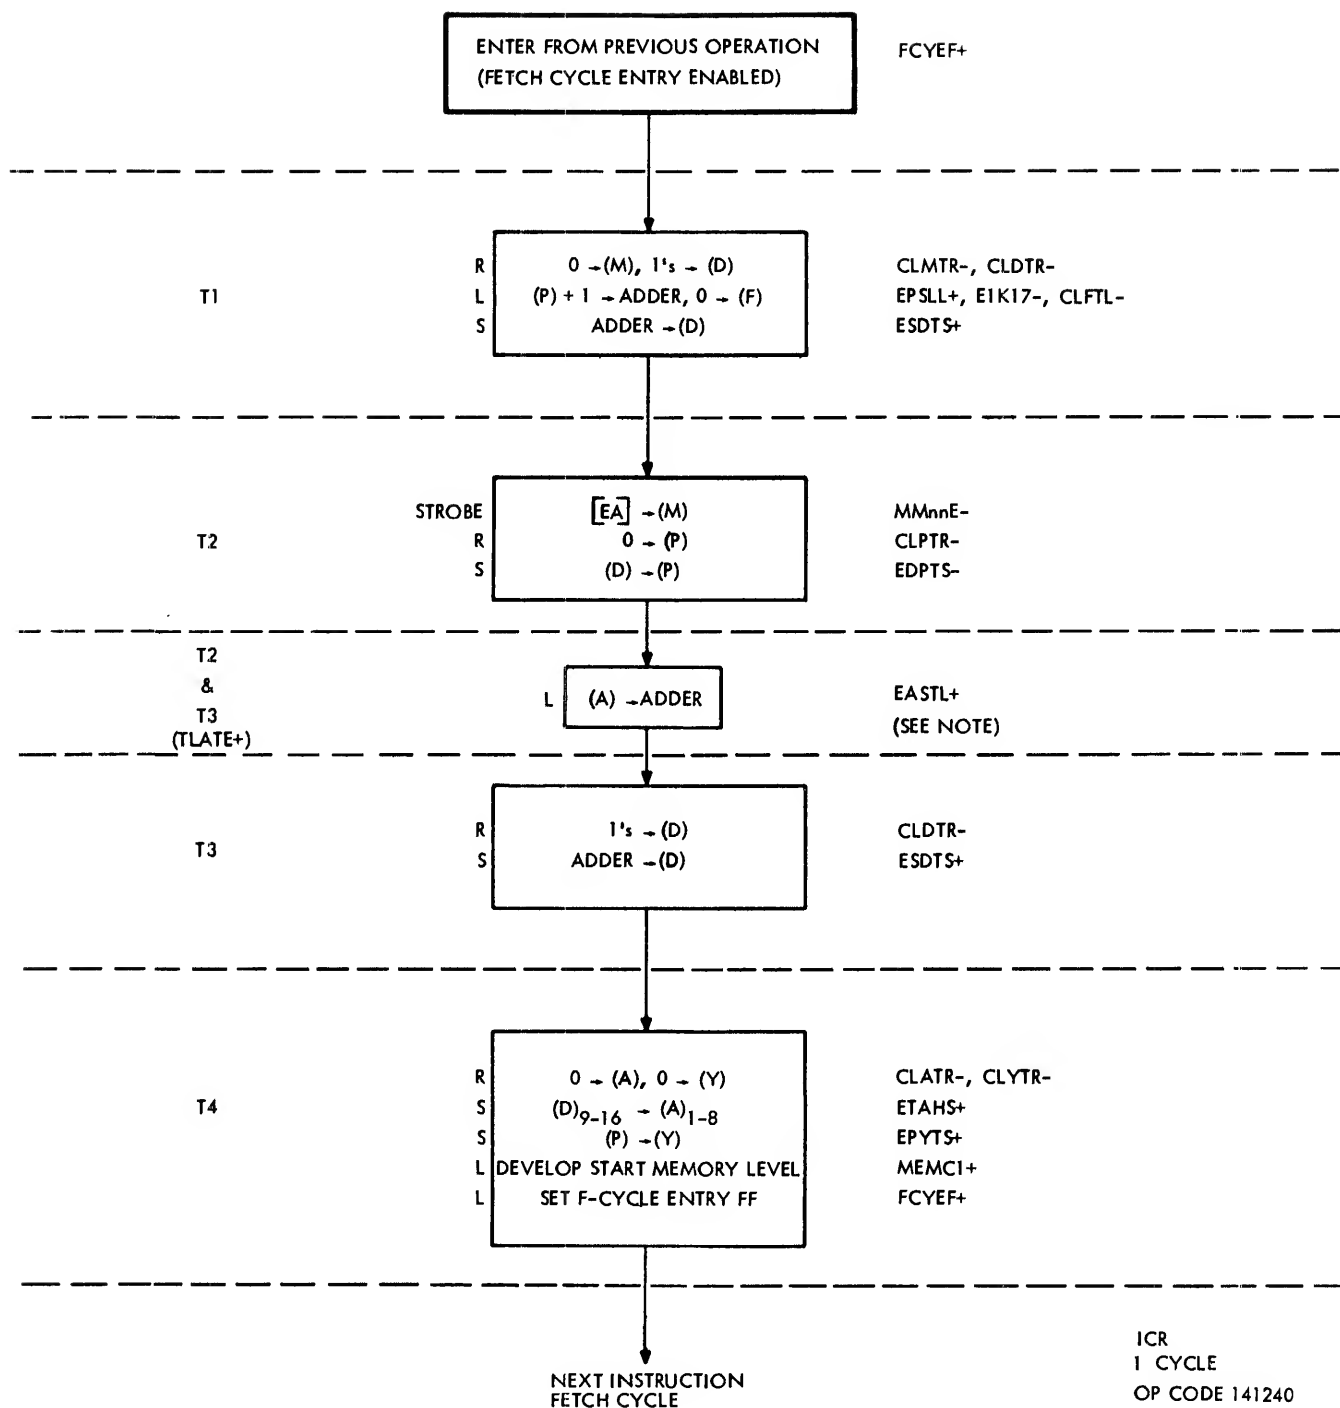 ENTER FROM PREVIOUS OPERATION
(FETCH CYCLE ENTRY ENABLED)
FCYEF+
T1
R 0 → (M), 1's → (D) CLMTR-, CLDTR-
L (P) + 1 → ADDER, 0 → (F) EPSLL+, E1K17-, CLFTL-
S ADDER → (D) ESDTS+
T2
STROBE [EA] → (M) MMnnE-
R 0 → (P) CLPTR-
S (D) → (P) EDPTS-
T2
&
T3
(TLATE+)
L (A) → ADDER EASTL+
(SEE NOTE)
T3
R 1's → (D) CLDTR-
S ADDER → (D) ESDTS+
T4
R 0 → (A), 0 → (Y) CLATR-, CLYTR-
S (D)9-16 → (A)1-8 ETAHS+
S (P) → (Y) EPYTS+
L DEVELOP START MEMORY LEVEL MEMC1+
L SET F-CYCLE ENTRY FF FCYEF+
NEXT INSTRUCTION
FETCH CYCLE
ICR
1 CYCLE
OP CODE 141240